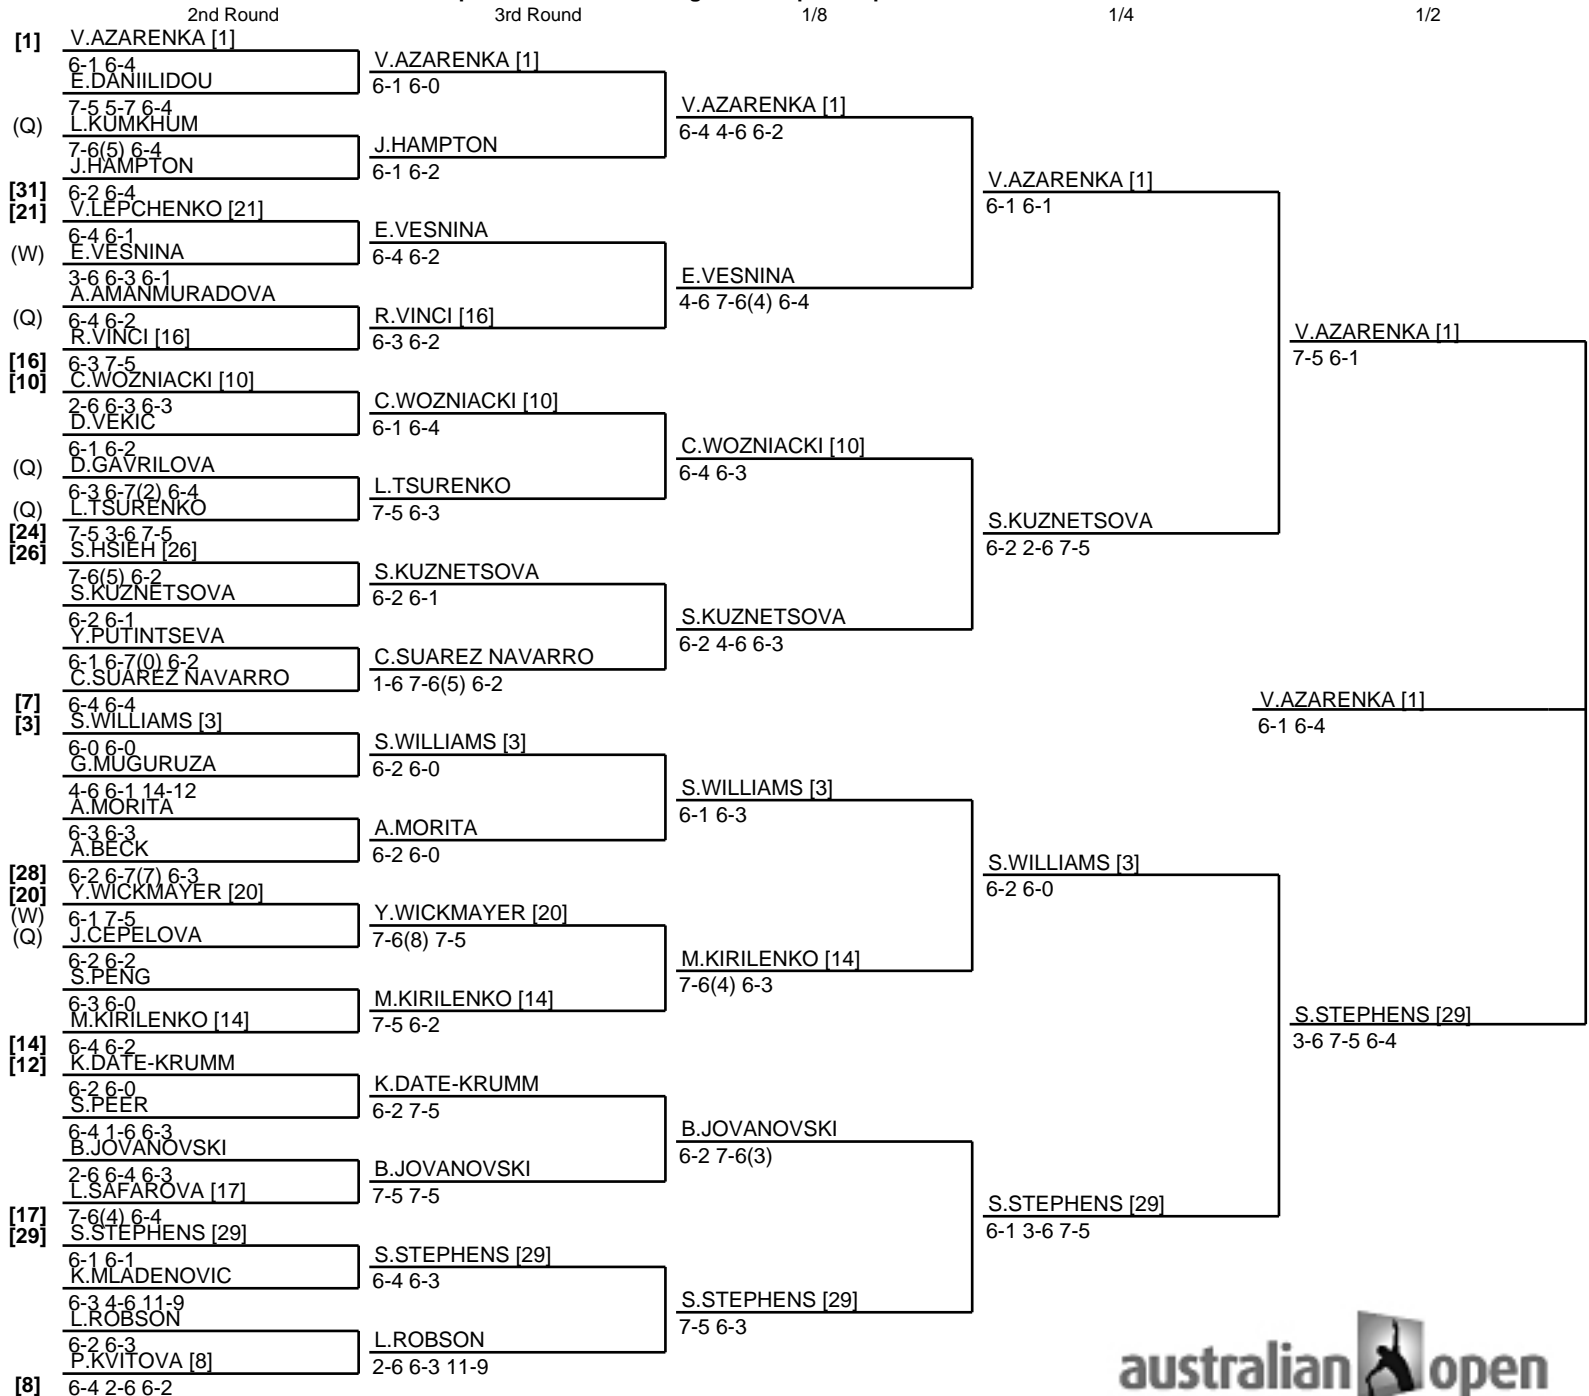 2nd Round 3rd Round 1/8 1/4 1/2
[1] V.AZARENKA [1]
6-1 6-4
E.DANIILIDOU
7-5 5-7 6-4
(Q) L.KUMKHUM
7-6(5) 6-4
J.HAMPTON
[31] 6-2 6-4
[21] V.LEPCHENKO [21]
6-4 6-1
(W) E.VESNINA
3-6 6-3 6-1
A.AMANMURADOVA
(Q) 6-4 6-2
R.VINCI [16]
[16] 6-3 7-5
[10] C.WOZNIACKI [10]
2-6 6-3 6-3
D.VEKIC
6-1 6-2
(Q) D.GAVRILOVA
6-3 6-7(2) 6-4
(Q) L.TSURENKO
[24] 7-5 3-6 7-5
[26] S.HSIEH [26]
7-6(5) 6-2
S.KUZNETSOVA
6-2 6-1
Y.PUTINTSEVA
6-1 6-7(0) 6-2
C.SUAREZ NAVARRO
[7] 6-4 6-4
[3] S.WILLIAMS [3]
6-0 6-0
G.MUGURUZA
4-6 6-1 14-12
A.MORITA
6-3 6-3
A.BECK
[28] 6-2 6-7(7) 6-3
[20] Y.WICKMAYER [20]
(W) 6-1 7-5
(Q) J.CEPELOVA
6-2 6-2
S.PENG
6-3 6-0
M.KIRILENKO [14]
[14] 6-4 6-2
[12] K.DATE-KRUMM
6-2 6-0
S.PEER
6-4 1-6 6-3
B.JOVANOVSKI
2-6 6-4 6-3
L.SAFAROVA [17]
[17] 7-6(4) 6-4
[29] S.STEPHENS [29]
6-1 6-1
K.MLADENOVIC
6-3 4-6 11-9
L.ROBSON
6-2 6-3
P.KVITOVA [8]
[8] 6-4 2-6 6-2
V.AZARENKA [1]
6-1 6-0
J.HAMPTON
6-1 6-2
E.VESNINA
6-4 6-2
R.VINCI [16]
6-3 6-2
C.WOZNIACKI [10]
6-1 6-4
L.TSURENKO
7-5 6-3
S.KUZNETSOVA
6-2 6-1
C.SUAREZ NAVARRO
1-6 7-6(5) 6-2
S.WILLIAMS [3]
6-2 6-0
A.MORITA
6-2 6-0
Y.WICKMAYER [20]
7-6(8) 7-5
M.KIRILENKO [14]
7-5 6-2
K.DATE-KRUMM
6-2 7-5
B.JOVANOVSKI
7-5 7-5
S.STEPHENS [29]
6-4 6-3
L.ROBSON
2-6 6-3 11-9
V.AZARENKA [1]
6-4 4-6 6-2
E.VESNINA
4-6 7-6(4) 6-4
C.WOZNIACKI [10]
6-4 6-3
S.KUZNETSOVA
6-2 4-6 6-3
S.WILLIAMS [3]
6-1 6-3
M.KIRILENKO [14]
7-6(4) 6-3
B.JOVANOVSKI
6-2 7-6(3)
S.STEPHENS [29]
7-5 6-3
V.AZARENKA [1]
6-1 6-1
S.KUZNETSOVA
6-2 2-6 7-5
S.WILLIAMS [3]
6-2 6-0
S.STEPHENS [29]
6-1 3-6 7-5
V.AZARENKA [1]
7-5 6-1
S.STEPHENS [29]
3-6 7-5 6-4
V.AZARENKA [1]
6-1 6-4
australian open